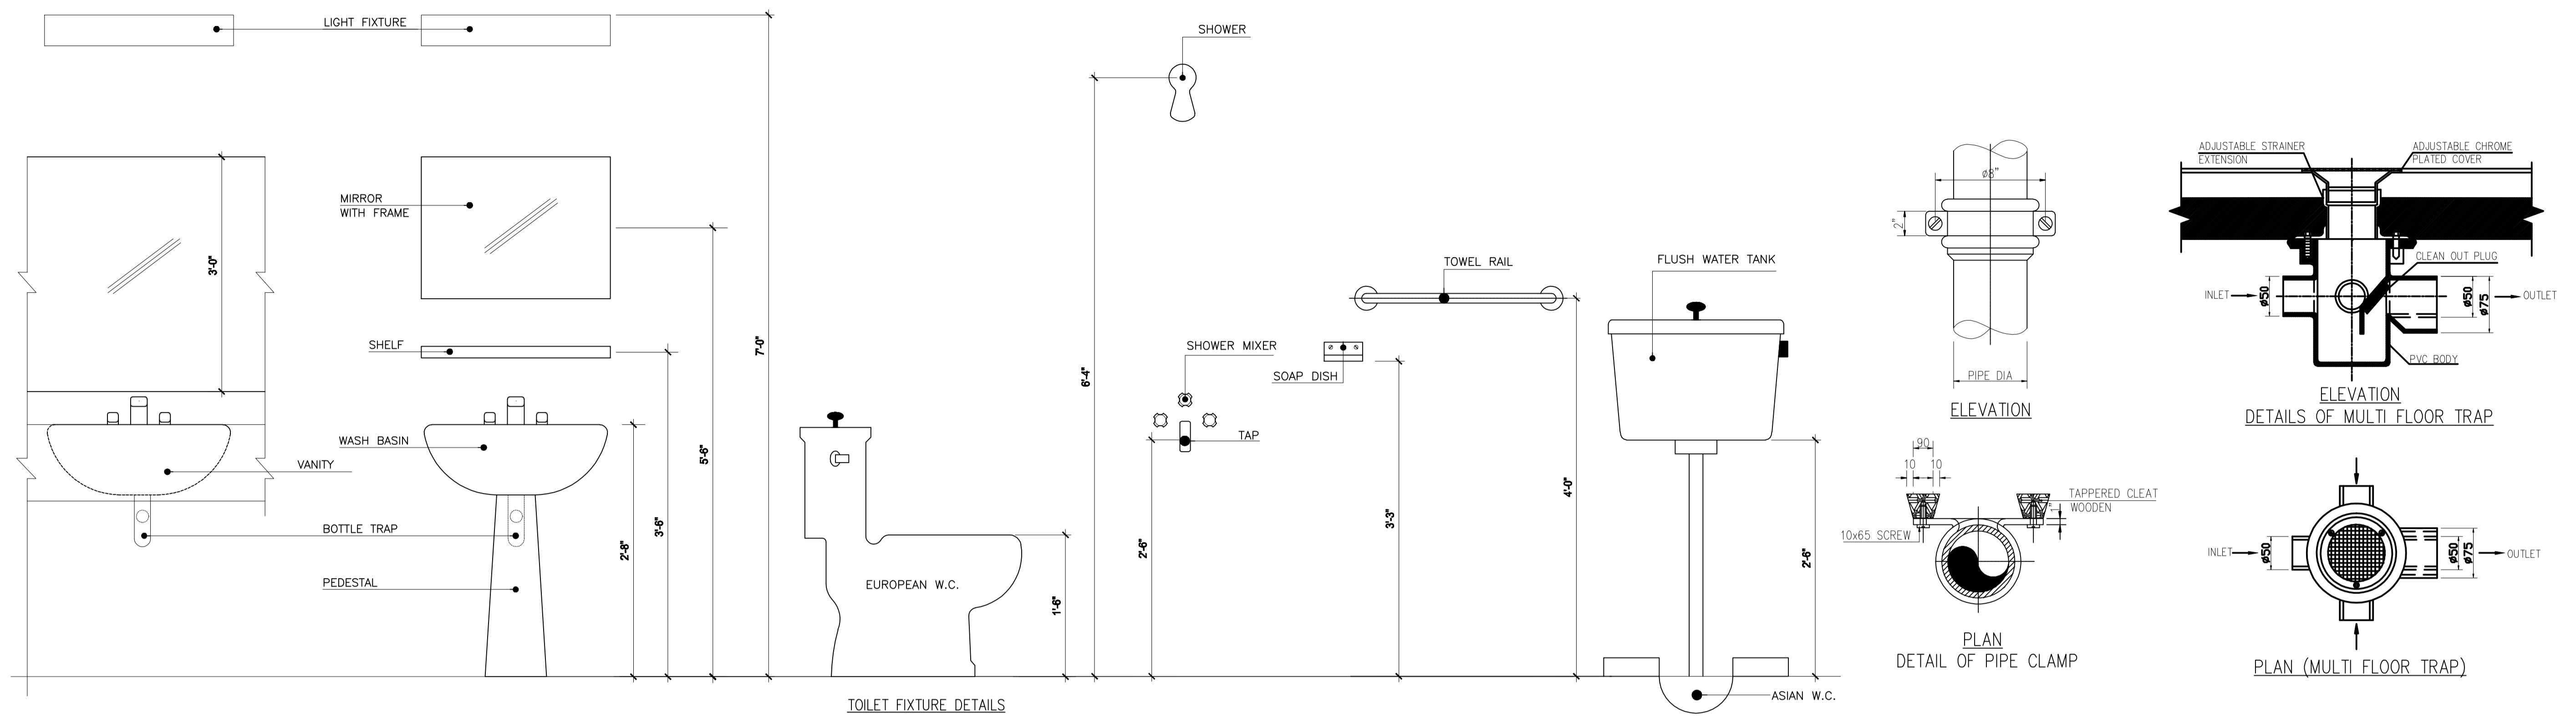 LIGHT FIXTURE
3'-0"
MIRROR
WITH FRAME
SHELF
WASH BASIN
VANITY
BOTTLE TRAP
PEDESTAL
2'-8"
3'-6"
5'-6"
7'-0"
EUROPEAN W.C.
1'-6"
TOILET FIXTURE DETAILS
SHOWER
6'-4"
SHOWER MIXER
TAP
2'-6"
SOAP DISH
3'-3"
TOWEL RAIL
4'-0"
FLUSH WATER TANK
2'-6"
ASIAN W.C.
ø8"
2"
PIPE DIA
ELEVATION
90
10
10
TAPPERED CLEAT
WOODEN
1"
10x65 SCREW
PLAN
DETAIL OF PIPE CLAMP
ADJUSTABLE STRAINER
EXTENSION
ADJUSTABLE CHROME
PLATED COVER
CLEAN OUT PLUG
INLET
ø50
ø50
ø75
OUTLET
PVC BODY
ELEVATION
DETAILS OF MULTI FLOOR TRAP
INLET
ø50
ø50
ø75
OUTLET
PLAN (MULTI FLOOR TRAP)